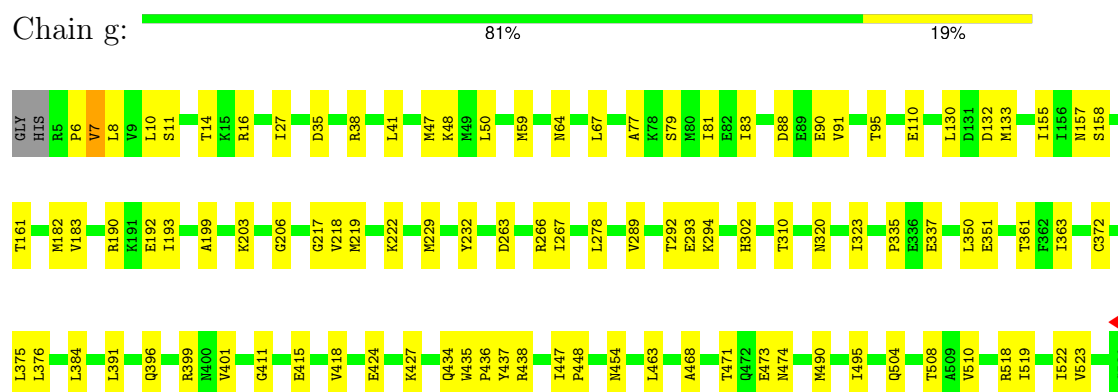 Chain g:
81% 19%
GLY HIS R5 P6 V7 L8 V9 L10 S11 T14 K15 R16 I27 D35 R38 L41 M47 K48 M49 L50 M59 N64 L67 A77 K78 S79 M80 I81 E82 I83 D88 E89 E90 V91 T95 E110 L130 D131 D132 M133 I155 I156 N157 S158
T161 M182 V183 R190 K191 E192 I193 A199 K203 G206 G217 V218 M219 K222 M229 Y232 D263 R266 I267 L278 V289 T292 E293 K294 H302 T310 N320 I323 P335 E336 E337 L350 E351 T361 F362 I363 C372
L375 L376 L384 L391 Q396 R399 N400 V401 G411 E415 V418 E424 K427 Q434 W435 P436 Y437 R438 I447 P448 N454 L463 A468 T471 Q472 E473 N474 M490 I495 Q504 T508 A509 V510 R518 I519 I522 V523